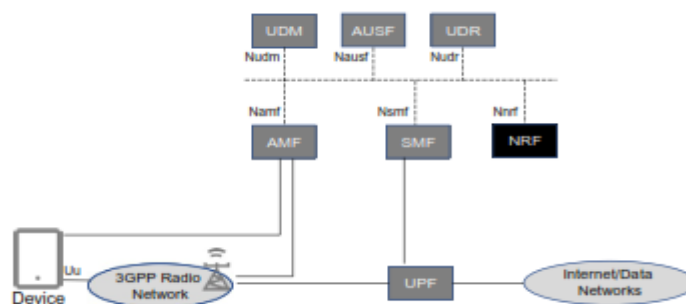 UDM AUSF UDR
Nudm Nausf Nudr
Namf Nsmf Nnrf
AMF SMF NRF
Uu
3GPP Radio
Network
UPF
Internet/Data
Networks
Device